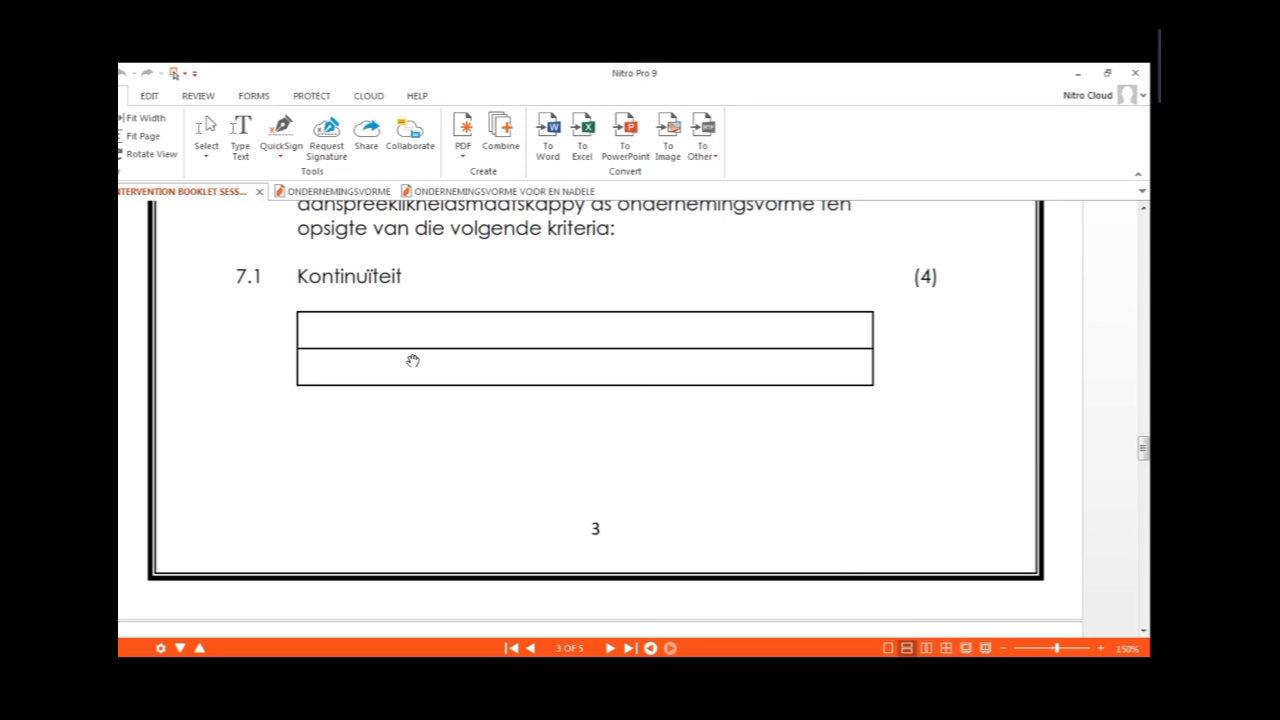 Nitro Pro 9
EDIT REVIEW FORMS PROTECT CLOUD HELP
Nitro Cloud
Fit Width
Fit Page
Rotate View
Select
Type Text
QuickSign
Request Signature
Share
Collaborate
Tools
PDF
Combine
Create
To Word
To Excel
To PowerPoint
To Image
To Other
Convert
NTERVENTION BOOKLET SESS... ONDERNEMINGSVORME ONDERNEMINGSVORME VOOR EN NADELE
aanspreeklikheidsmaatskappy as ondernemingsvorme ten
opsigte van die volgende kriteria:
7.1 Kontinuïteit (4)
3
3 OF 5
150%